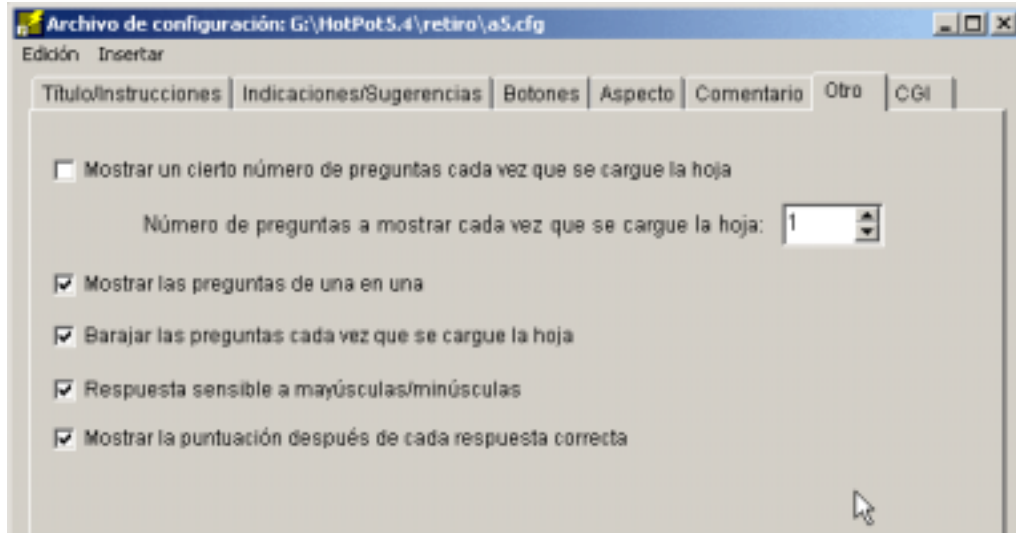 Archivo de configuración: G:\HotPot5.4\retiro\a5.cfg
Edición Insertar
Título/Instrucciones Indicaciones/Sugerencias Botones Aspecto Comentario Otro CGI
Mostrar un cierto número de preguntas cada vez que se cargue la hoja
Número de preguntas a mostrar cada vez que se cargue la hoja: 1
Mostrar las preguntas de una en una
Barajar las preguntas cada vez que se cargue la hoja
Respuesta sensible a mayúsculas/minúsculas
Mostrar la puntuación después de cada respuesta correcta